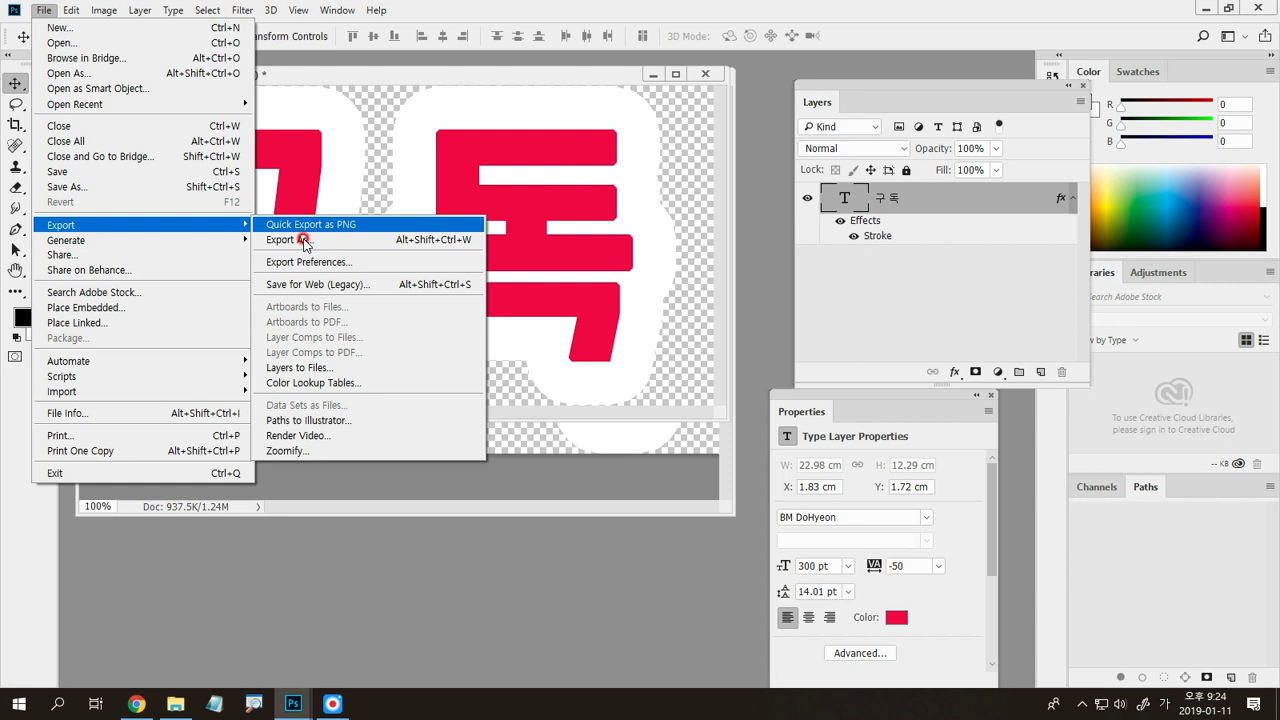 File Edit Image Layer Type Select Filter 3D View Window Help
New... Ctrl+N
Open... Ctrl+O
Browse in Bridge... Alt+Ctrl+O
Open As... Alt+Shift+Ctrl+O
Open as Smart Object...
Open Recent
Close Ctrl+W
Close All Alt+Ctrl+W
Close and Go to Bridge... Shift+Ctrl+W
Save Ctrl+S
Save As... Shift+Ctrl+S
Revert F12
Export
Generate
Share...
Share on Behance...
Search Adobe Stock...
Place Embedded...
Place Linked...
Package...
Automate
Scripts
Import
File Info... Alt+Shift+Ctrl+I
Print... Ctrl+P
Print One Copy Alt+Shift+Ctrl+P
Exit Ctrl+Q
Quick Export as PNG
Export Alt+Shift+Ctrl+W
Export Preferences...
Save for Web (Legacy)... Alt+Shift+Ctrl+S
Artboards to Files...
Artboards to PDF...
Layer Comps to Files...
Layer Comps to PDF...
Layers to Files...
Color Lookup Tables...
Data Sets as Files...
Paths to Illustrator...
Render Video...
Zoomify...
Transform Controls
3D Mode:
) *
독
100% Doc: 937.5K/1.24M
Layers
Kind
Normal Opacity: 100%
Lock: Fill: 100%
T 구 독 fx
Effects
Stroke
Properties
T Type Layer Properties
W: 22.98 cm H: 12.29 cm
X: 1.83 cm Y: 1.72 cm
BM DoHyeon
300 pt VA -50
14.01 pt
Color:
Advanced...
Color Swatches
R 0
G 0
B 0
raries Adjustments
rch Adobe Stock
w by Type
To use Creative Cloud Libraries,
please sign in to Creative Cloud
-- KB
Channels Paths
Ps
가 오후 9:24
2019-01-11